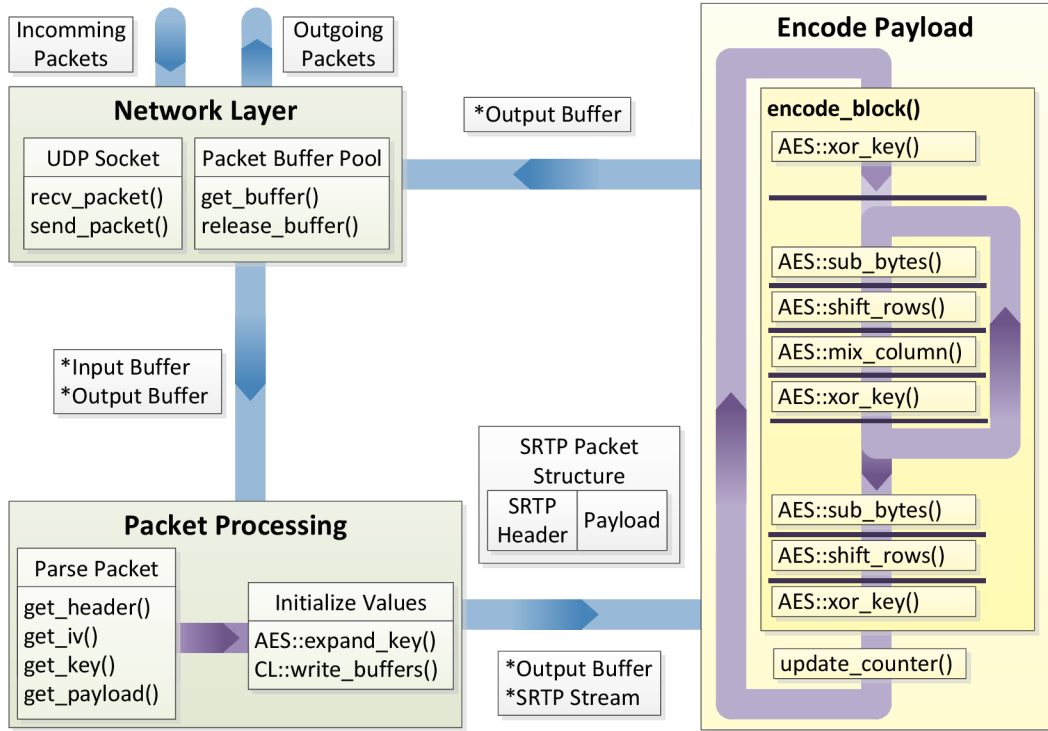 Incomming
Packets
Outgoing
Packets
Network Layer
UDP Socket
recv_packet()
send_packet()
Packet Buffer Pool
get_buffer()
release_buffer()
*Output Buffer
*Input Buffer
*Output Buffer
Packet Processing
Parse Packet
get_header()
get_iv()
get_key()
get_payload()
Initialize Values
AES::expand_key()
CL::write_buffers()
SRTP Packet
Structure
SRTP
Header
Payload
*Output Buffer
*SRTP Stream
Encode Payload
encode_block()
AES::xor_key()
AES::sub_bytes()
AES::shift_rows()
AES::mix_column()
AES::xor_key()
AES::sub_bytes()
AES::shift_rows()
AES::xor_key()
update_counter()